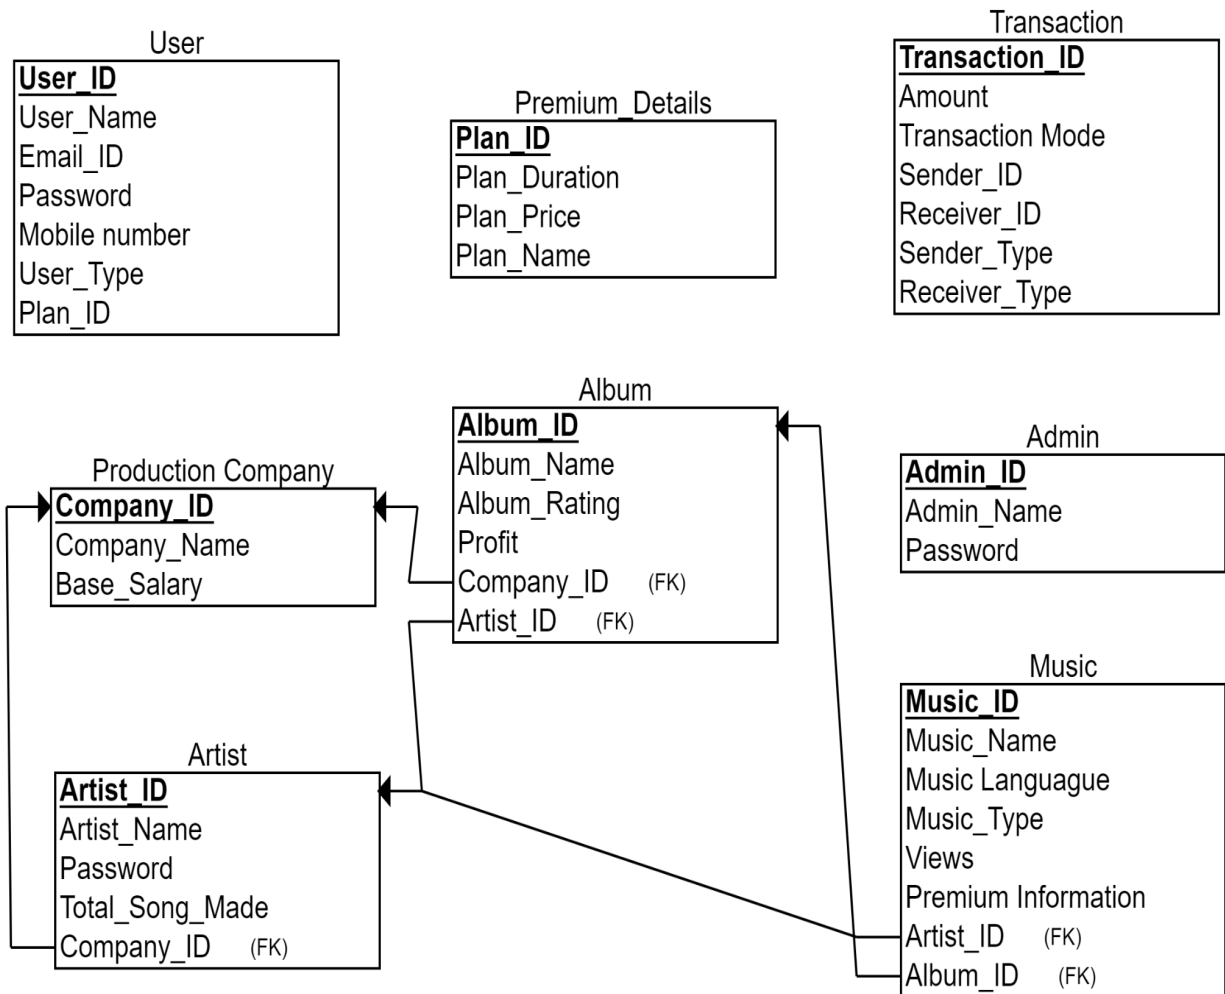 User
User_ID
User_Name
Email_ID
Password
Mobile number
User_Type
Plan_ID
Premium_Details
Plan_ID
Plan_Duration
Plan_Price
Plan_Name
Transaction
Transaction_ID
Amount
Transaction Mode
Sender_ID
Receiver_ID
Sender_Type
Receiver_Type
Production Company
Company_ID
Company_Name
Base_Salary
Album
Album_ID
Album_Name
Album_Rating
Profit
Company_ID (FK)
Artist_ID (FK)
Admin
Admin_ID
Admin_Name
Password
Artist
Artist_ID
Artist_Name
Password
Total_Song_Made
Company_ID (FK)
Music
Music_ID
Music_Name
Music Languague
Music_Type
Views
Premium Information
Artist_ID (FK)
Album_ID (FK)